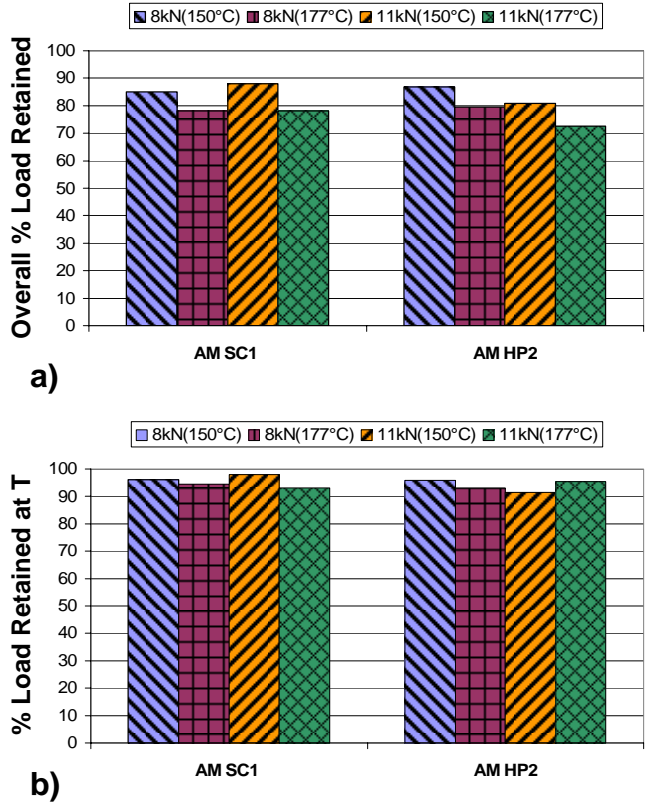 8kN(150°C) 8kN(177°C) 11kN(150°C) 11kN(177°C)
Overall % Load Retained
100
90
80
70
60
50
40
30
20
10
0
AM SC1 AM HP2
a)
8kN(150°C) 8kN(177°C) 11kN(150°C) 11kN(177°C)
% Load Retained at T
100
90
80
70
60
50
40
30
20
10
0
AM SC1 AM HP2
b)